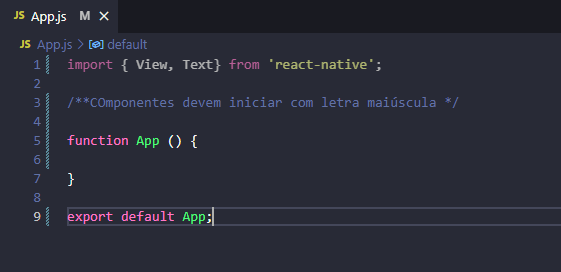 JS App.js M ×
JS App.js > default
1 import { View, Text} from 'react-native';
2
3 /**COmponentes devem iniciar com letra maiúscula */
4
5 function App () {
6
7 }
8
9 export default App;